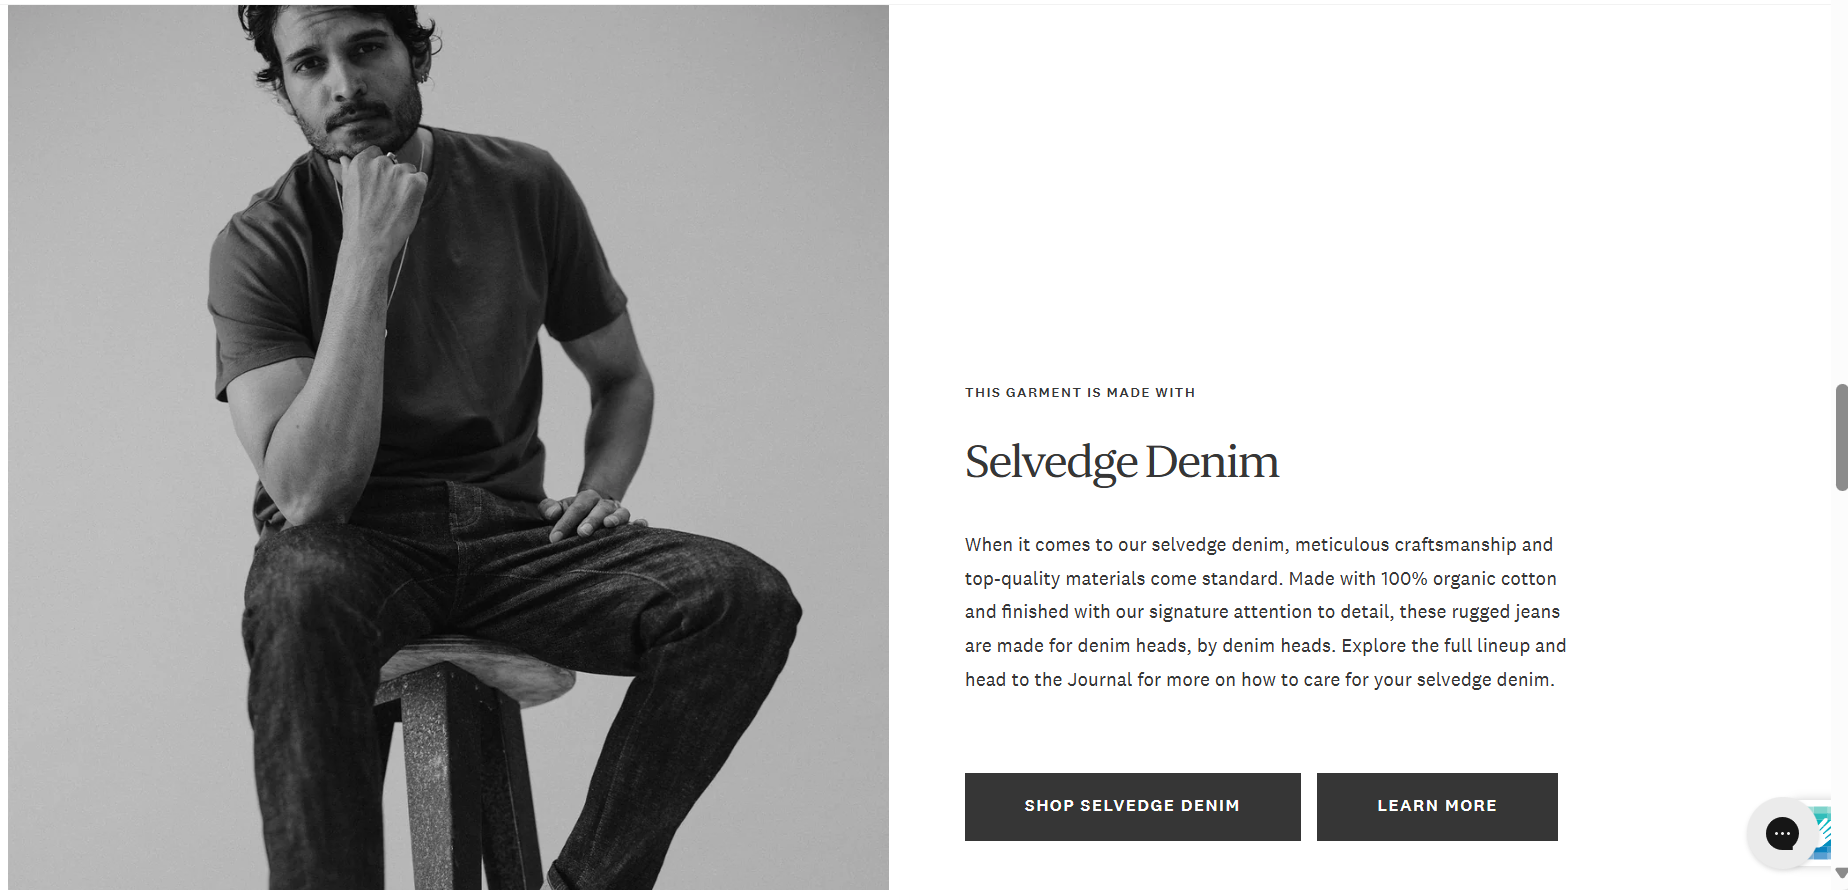 THIS GARMENT IS MADE WITH
Selvedge Denim
When it comes to our selvedge denim, meticulous craftsmanship and
top-quality materials come standard. Made with 100% organic cotton
and finished with our signature attention to detail, these rugged jeans
are made for denim heads, by denim heads. Explore the full lineup and
head to the Journal for more on how to care for your selvedge denim.
SHOP SELVEDGE DENIM
LEARN MORE